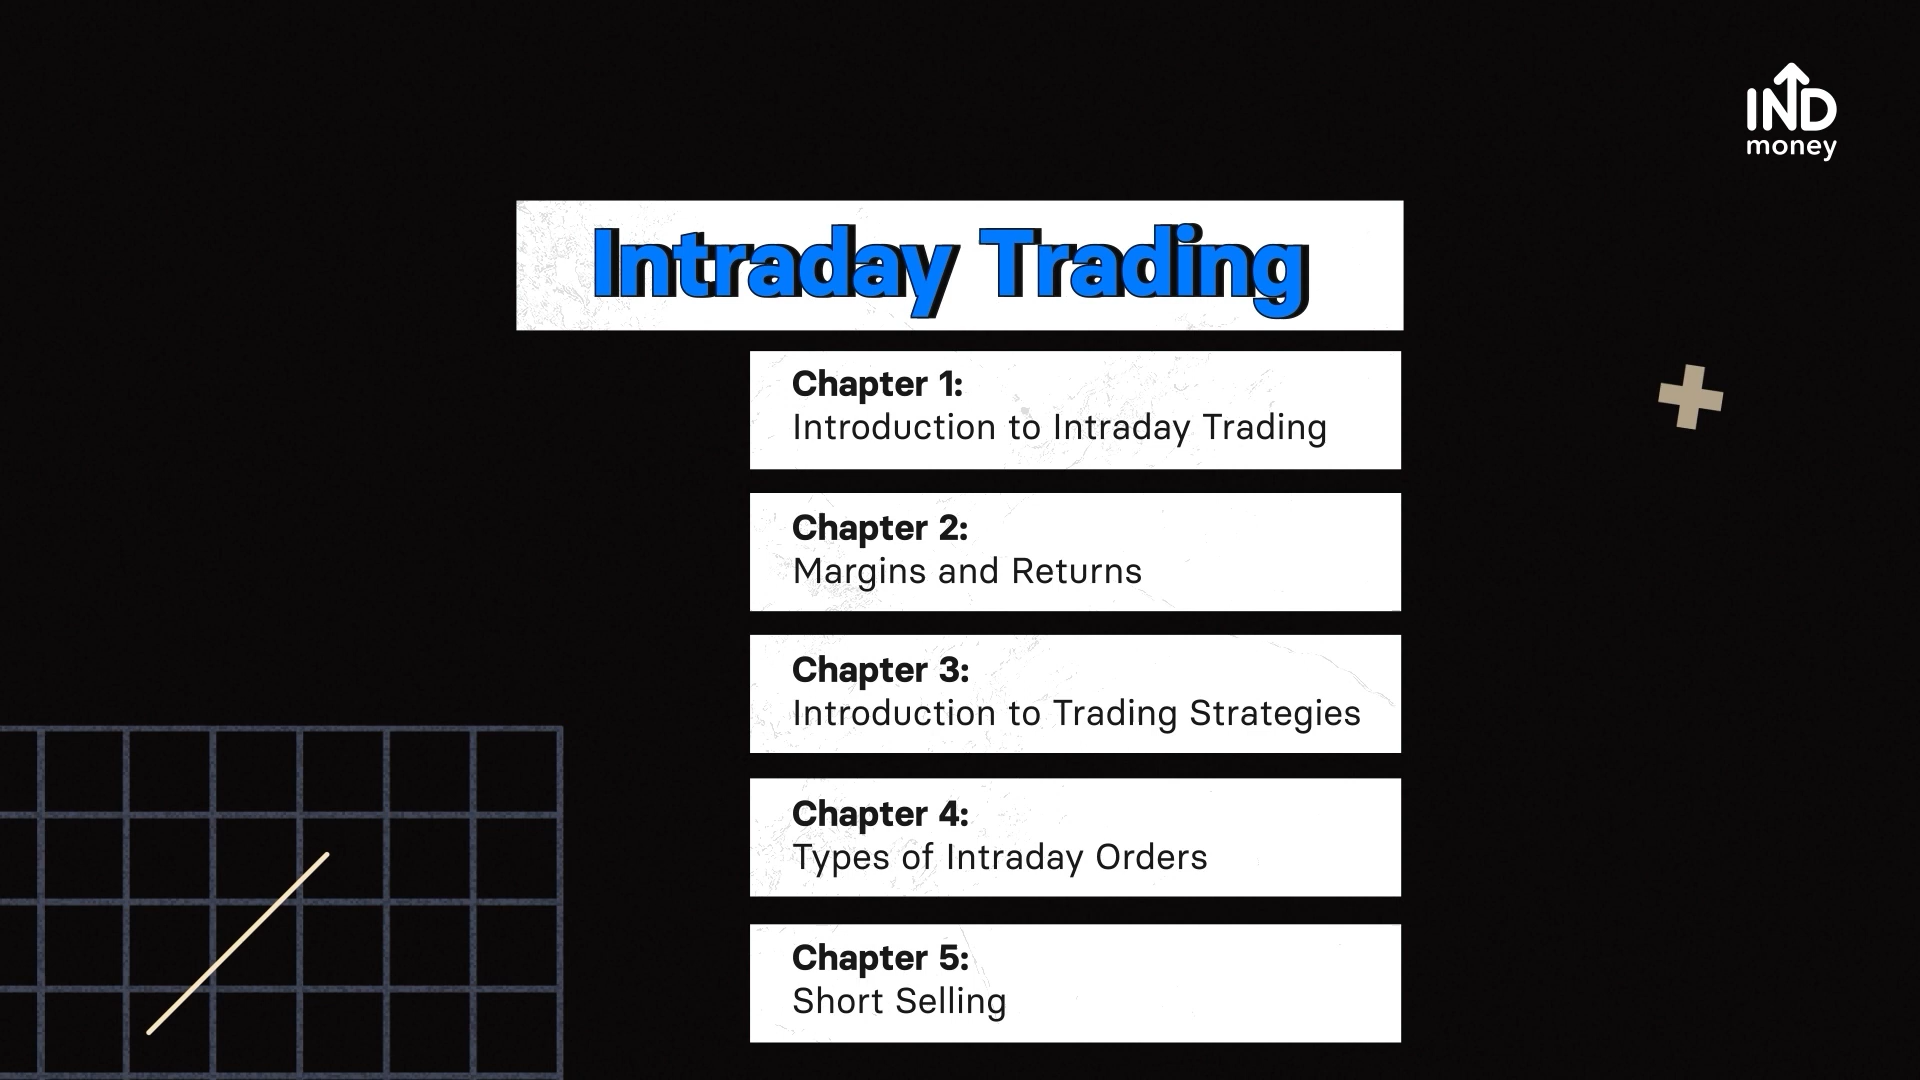 IND
money
Intraday Trading
Chapter 1:
Introduction to Intraday Trading
Chapter 2:
Margins and Returns
Chapter 3:
Introduction to Trading Strategies
Chapter 4:
Types of Intraday Orders
Chapter 5:
Short Selling